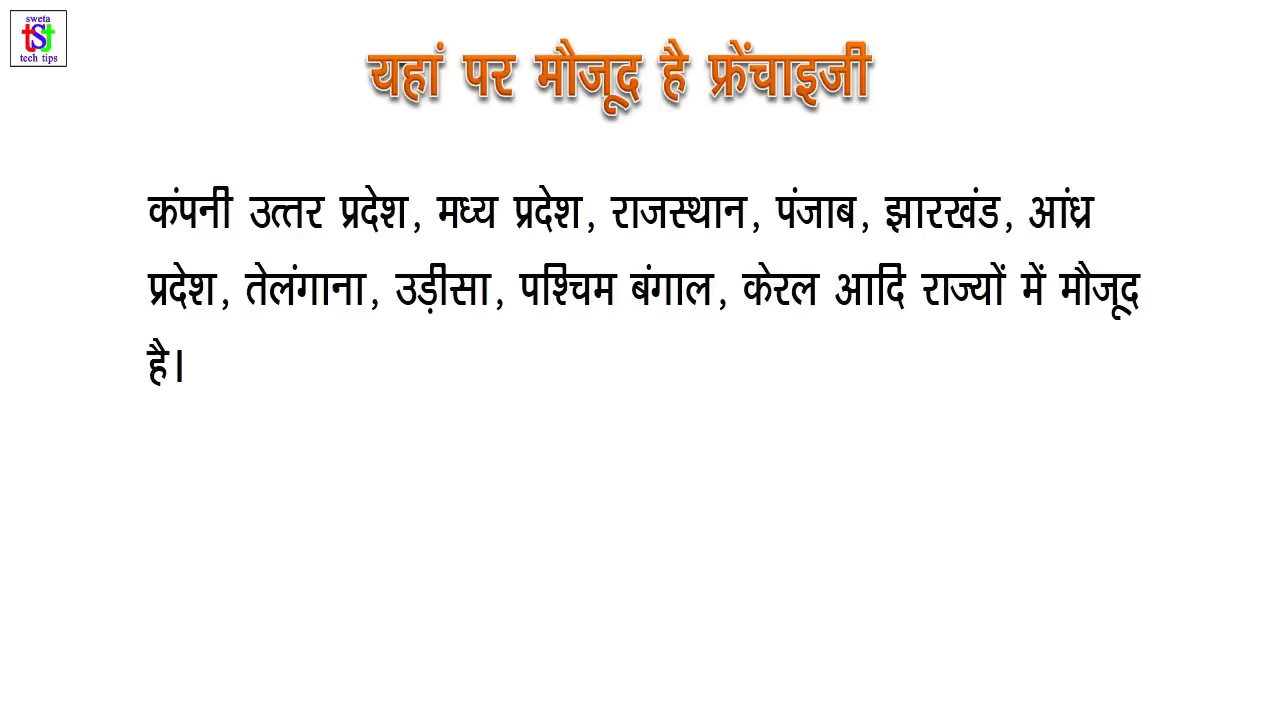 sweta
tSt
tech tips
यहां पर मौजूद है फ्रेंचाइजी
कंपनी उत्तर प्रदेश, मध्य प्रदेश, राजस्थान, पंजाब, झारखंड, आंध्र
प्रदेश, तेलंगाना, उड़ीसा, पश्चिम बंगाल, केरल आदि राज्यों में मौजूद
है।